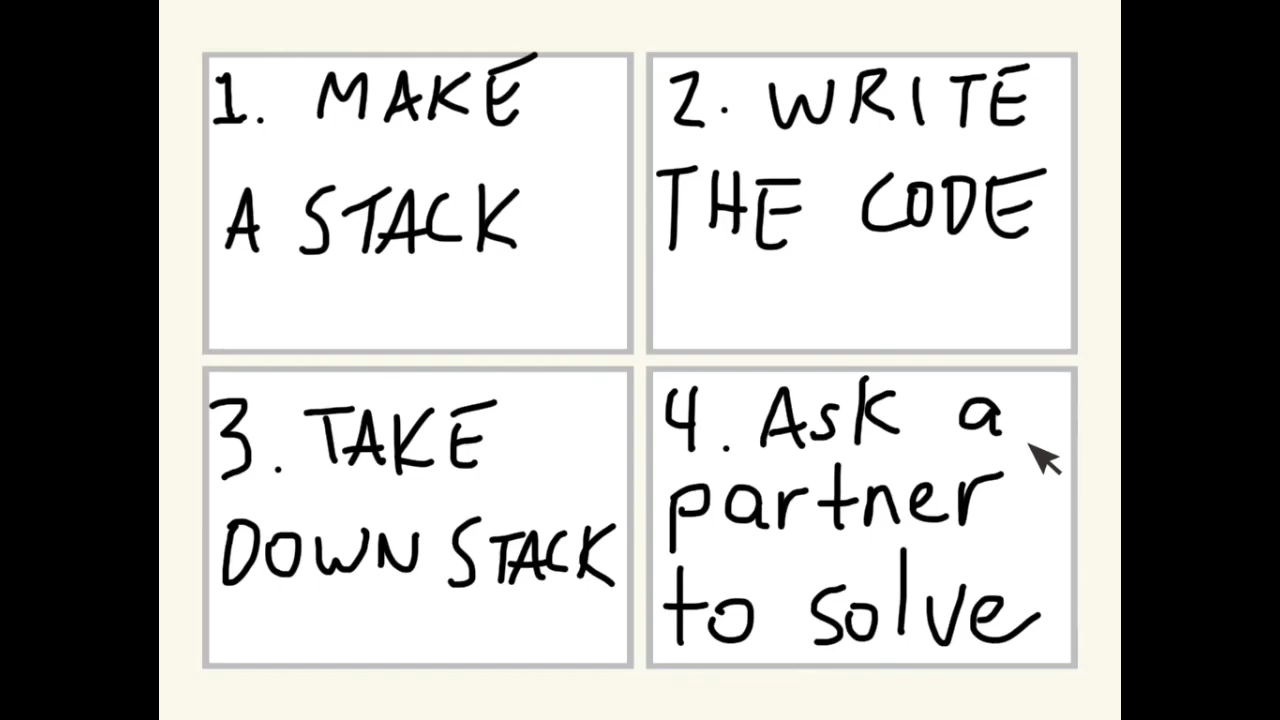 1. MAKE
A STACK
2. WRITE
THE CODE
3. TAKE
DOWN STACK
4. Ask a
partner
to solve